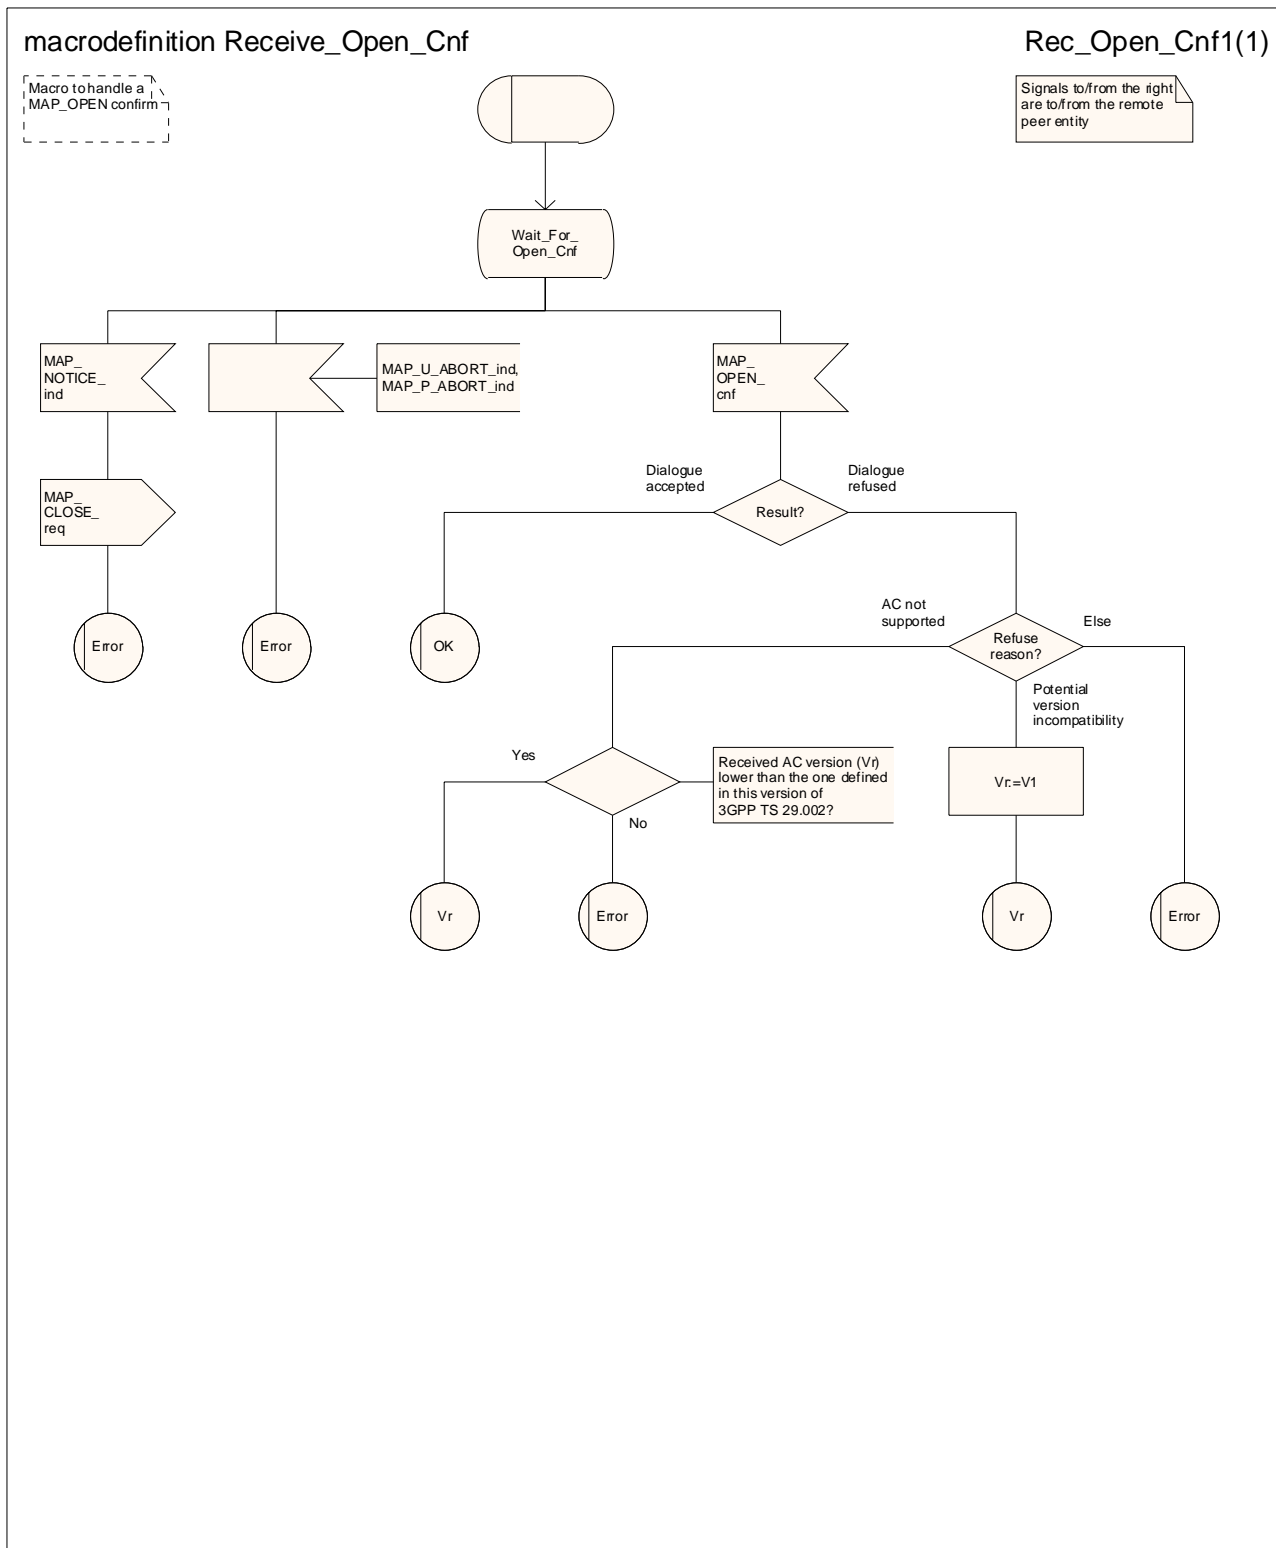 macrodefinition Receive_Open_Cnf
Rec_Open_Cnf1(1)
Macro to handle a
MAP_OPEN confirm
Signals to/from the right
are to/from the remote
peer entity
Wait_For_
Open_Cnf
MAP_
NOTICE_
ind
MAP_U_ABORT_ind,
MAP_P_ABORT_ind
MAP_
OPEN_
cnf
MAP_
CLOSE_
req
Dialogue
accepted
Result?
Dialogue
refused
Error
Error
OK
AC not
supported
Refuse
reason?
Else
Potential
version
incompatibility
Yes
No
Received AC version (Vr)
lower than the one defined
in this version of
3GPP TS 29.002?
Vr:=V1
Vr
Error
Vr
Error